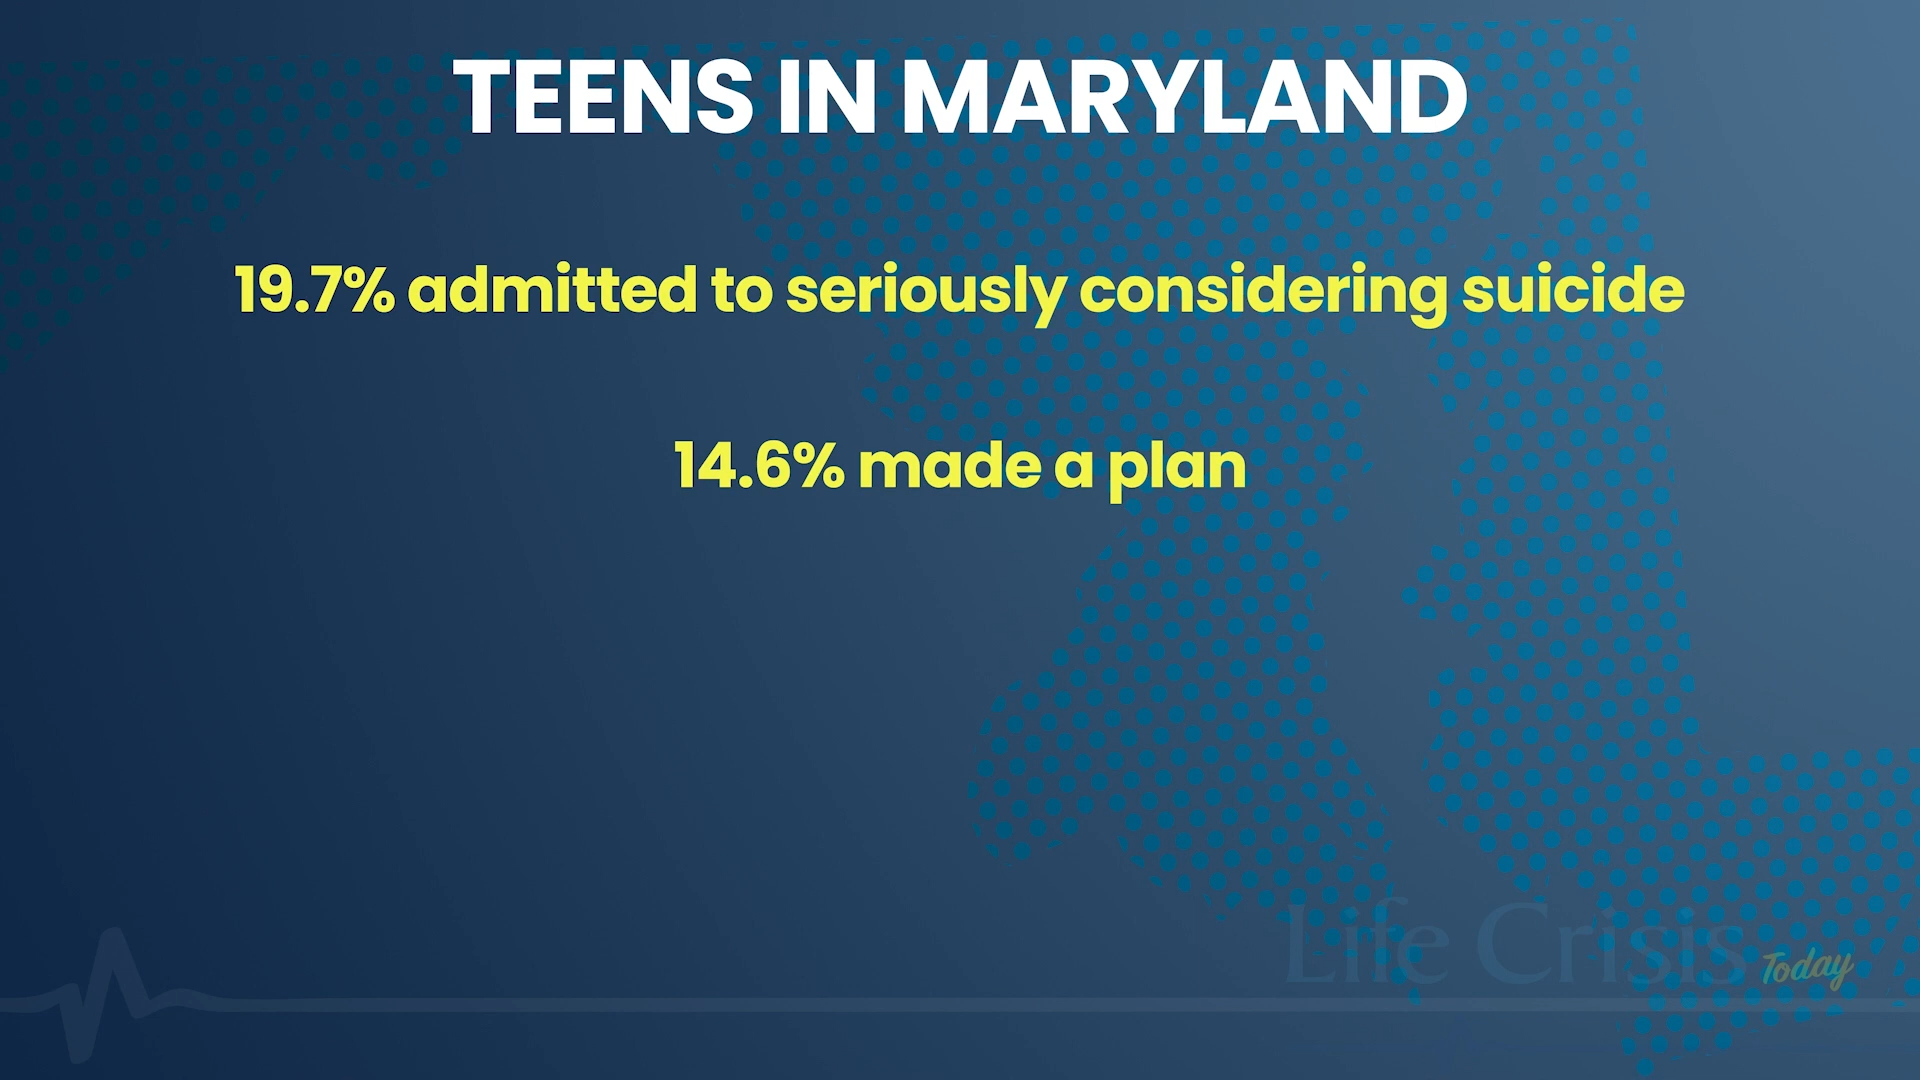 TEENS IN MARYLAND
19.7% admitted to seriously considering suicide
14.6% made a plan
Life Crisis Today